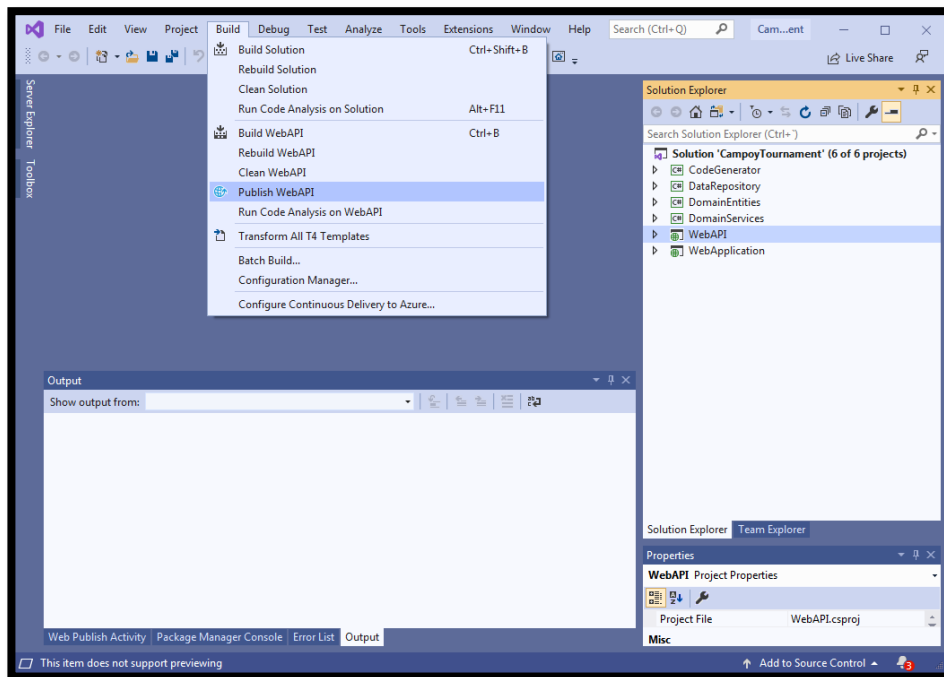 File Edit View Project Build Debug Test Analyze Tools Extensions Window Help Search (Ctrl+Q) Cam...ent
Live Share
Server Explorer
Toolbox
Build Solution Ctrl+Shift+B
Rebuild Solution
Clean Solution
Run Code Analysis on Solution Alt+F11
Build WebAPI Ctrl+B
Rebuild WebAPI
Clean WebAPI
Publish WebAPI
Run Code Analysis on WebAPI
Transform All T4 Templates
Batch Build...
Configuration Manager...
Configure Continuous Delivery to Azure...
Solution Explorer
Search Solution Explorer (Ctrl+¨)
Solution 'CampoyTournament' (6 of 6 projects)
C# CodeGenerator
C# DataRepository
C# DomainEntities
C# DomainServices
WebAPI
WebApplication
Solution Explorer Team Explorer
Output
Show output from:
Web Publish Activity Package Manager Console Error List Output
Properties
WebAPI Project Properties
Project File WebAPI.csproj
Misc
This item does not support previewing Add to Source Control 3